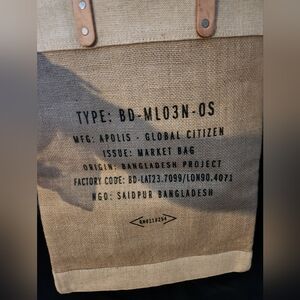 TYPE: BD-ML03N-OS
MFG: APOLIS - GLOBAL CITIZEN
ISSUE: MARKET BAG
ORIGIN: BANGLADESH PROJECT
FACTORY CODE: BD-LAT23.7099/LON90.4071
NGO: SAIDPUR BANGLADESH